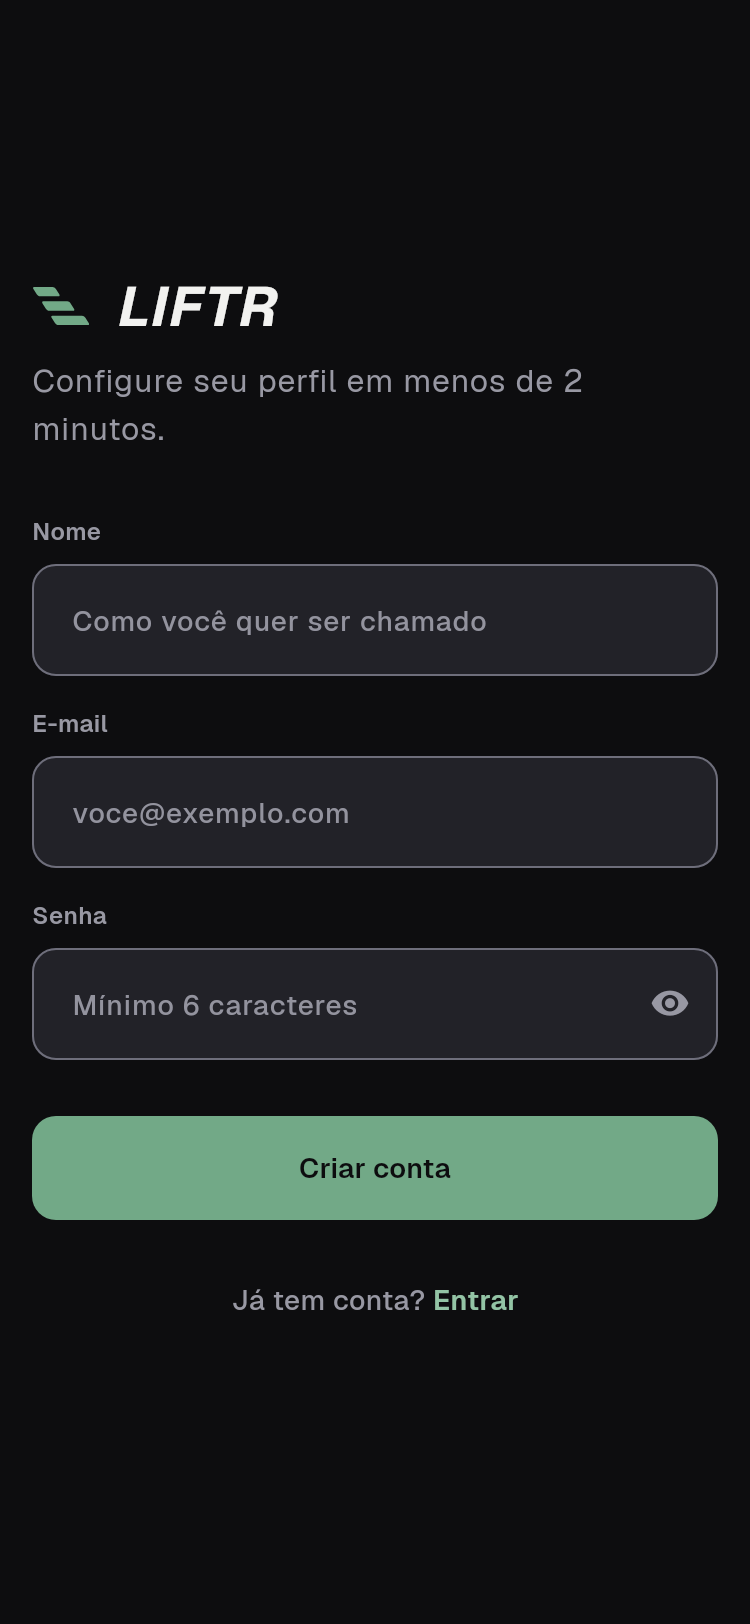 LIFTR
Configure seu perfil em menos de 2
minutos.
Nome
Como você quer ser chamado
E-mail
voce@exemplo.com
Senha
Mínimo 6 caracteres
Criar conta
Já tem conta? Entrar